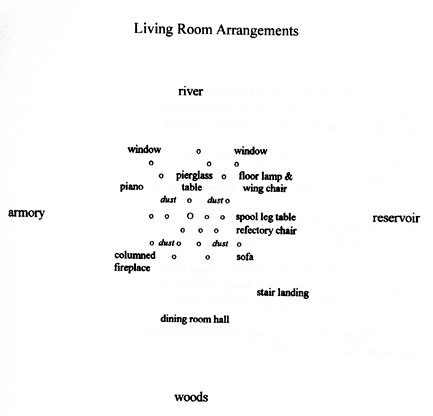 Living Room Arrangements
river
window o window
o o o
o pierglass o floor lamp &
piano table wing chair
dust o dust o
armory o o O o o spool leg table reservoir
o o o refectory chair
o dust o o dust o
columned o o sofa
fireplace
stair landing
dining room hall
woods